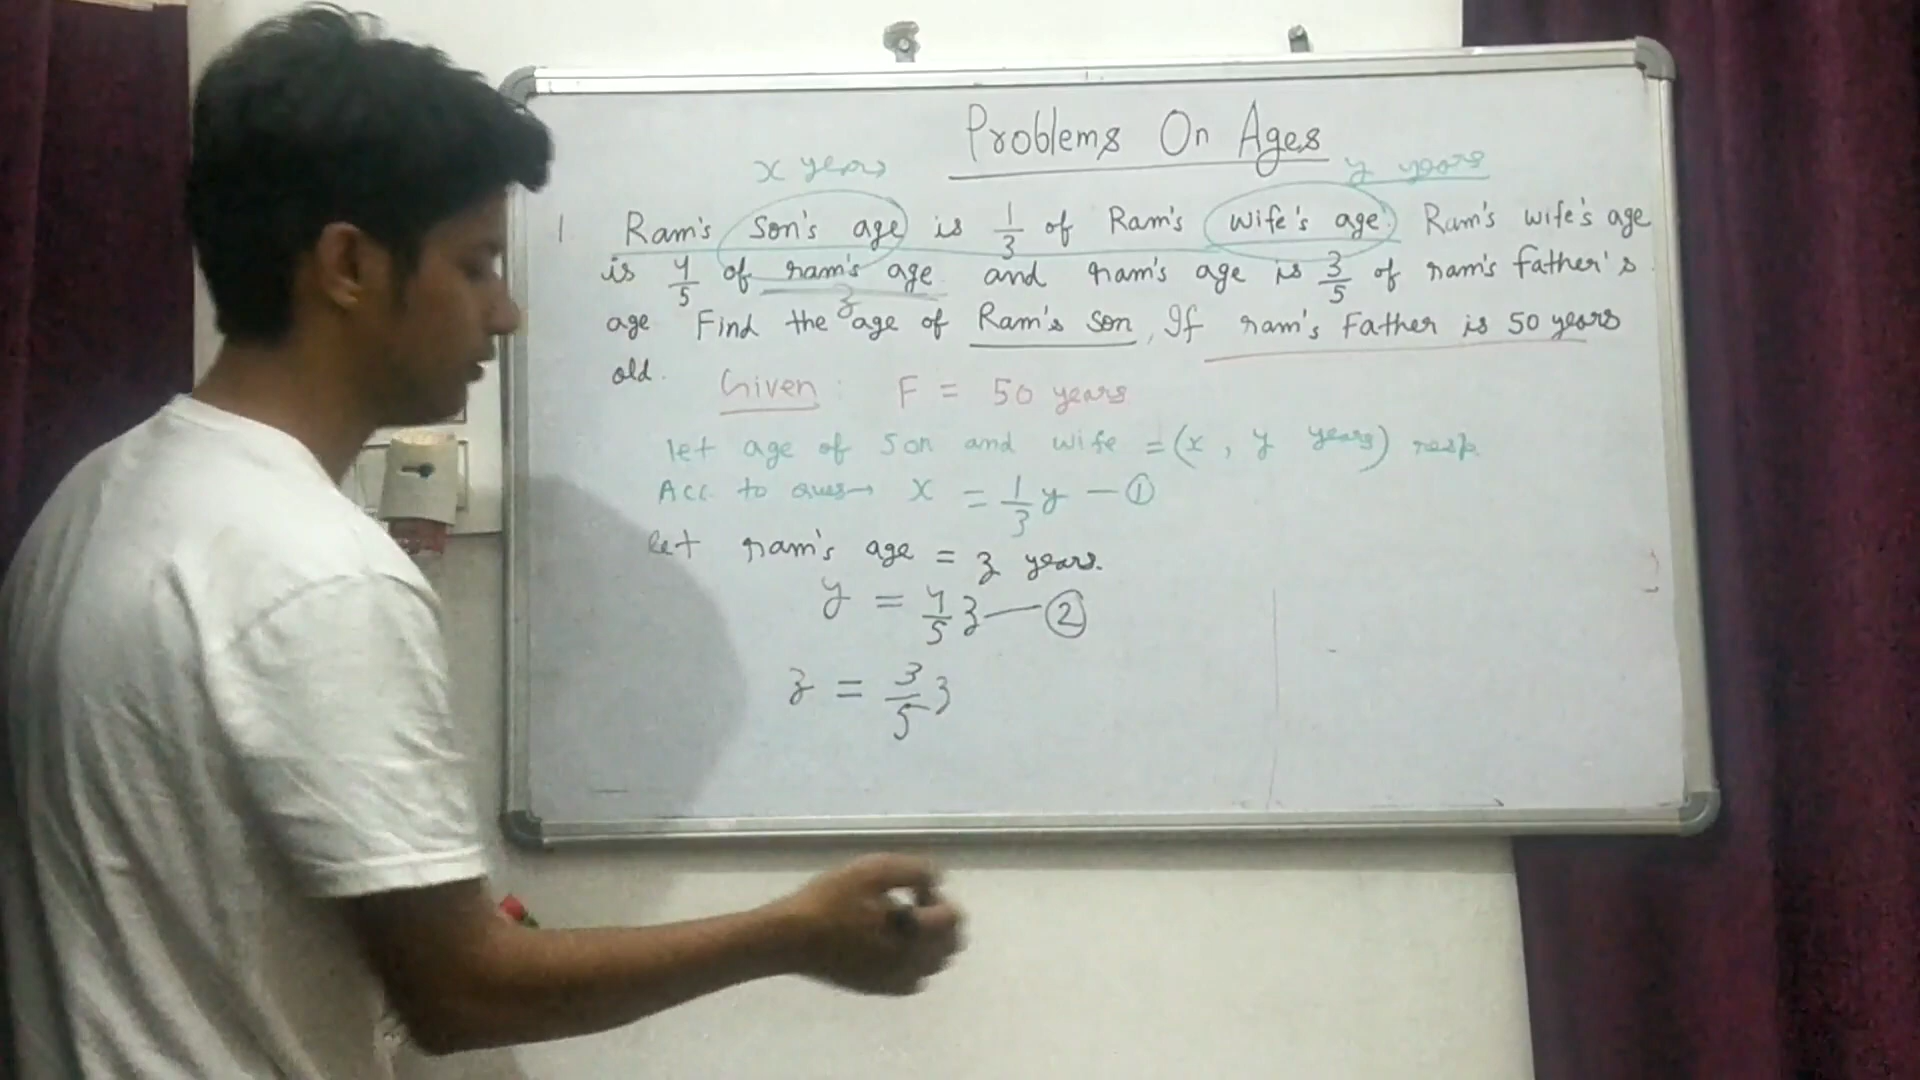 Problems On Ages
x years
y years
1 Ram's Son's age is 1/3 of Ram's wife's age. Ram's wife's age
is 4/5 of ram's age and ram's age is 3/5 of ram's father's
z
age Find the age of Ram's son, If ram's Father is 50 years
old.
Given: F = 50 years
let age of Son and wife = (x, y years) resp.
Acc. to ques→ x = 1/3 y — ①
let ram's age = z years.
y = 4/5 z — ②
z = 3/5 z